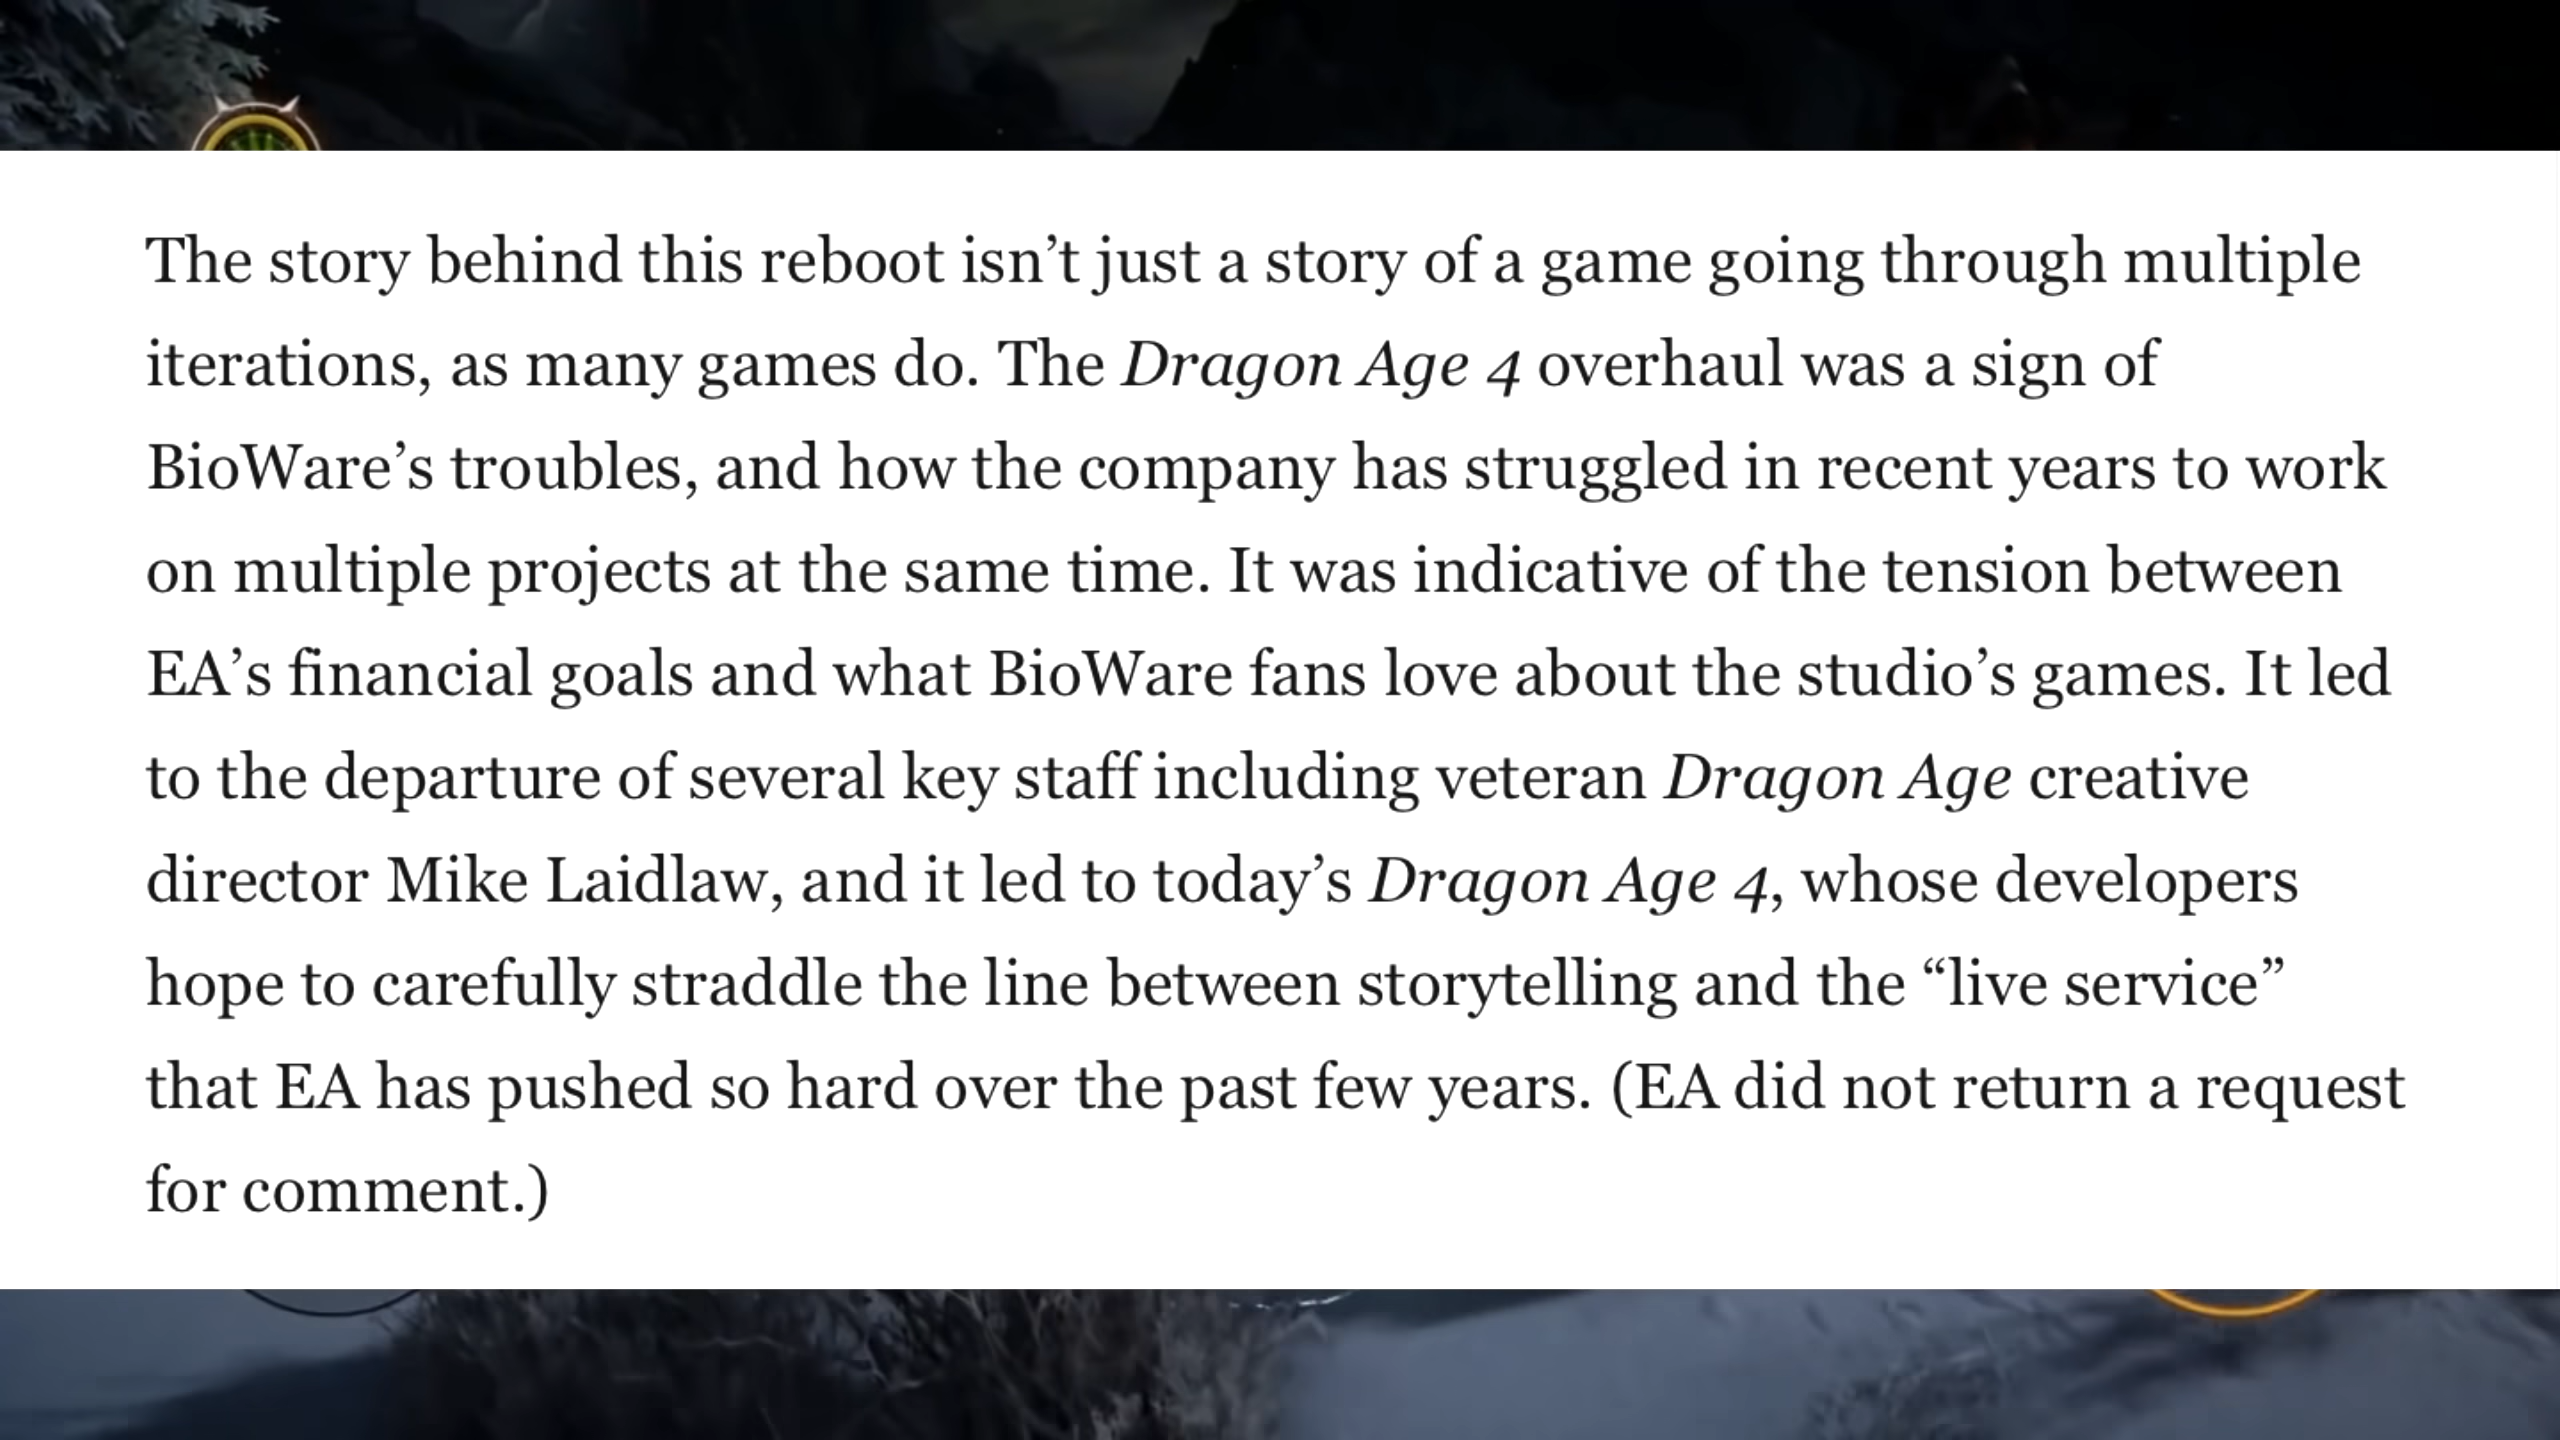 The story behind this reboot isn’t just a story of a game going through multiple
iterations, as many games do. The Dragon Age 4 overhaul was a sign of
BioWare’s troubles, and how the company has struggled in recent years to work
on multiple projects at the same time. It was indicative of the tension between
EA’s financial goals and what BioWare fans love about the studio’s games. It led
to the departure of several key staff including veteran Dragon Age creative
director Mike Laidlaw, and it led to today’s Dragon Age 4, whose developers
hope to carefully straddle the line between storytelling and the “live service”
that EA has pushed so hard over the past few years. (EA did not return a request
for comment.)